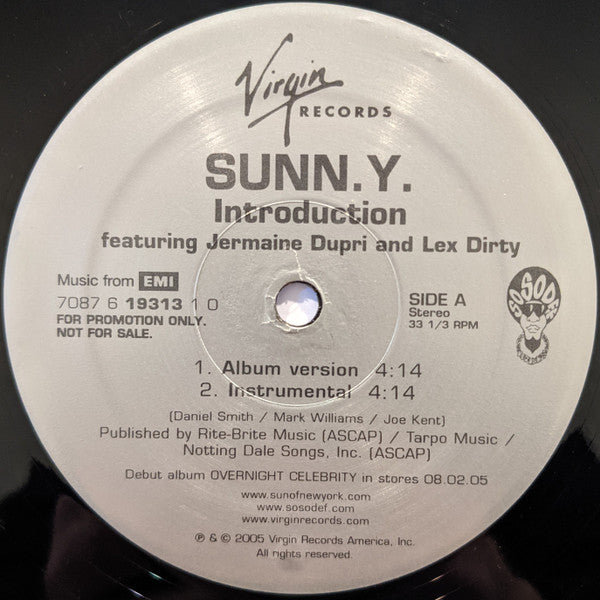 Virgin
RECORDS
SUNN.Y.
Introduction
featuring Jermaine Dupri and Lex Dirty
Music from EMI
7087 6 19313 1 0
FOR PROMOTION ONLY.
NOT FOR SALE.
SIDE A
Stereo
33 1/3 RPM
SO SO DEF
1. Album version 4:14
2. Instrumental 4:14
(Daniel Smith / Mark Williams / Joe Kent)
Published by Rite-Brite Music (ASCAP) / Tarpo Music /
Notting Dale Songs, Inc. (ASCAP)
Debut album OVERNIGHT CELEBRITY in stores 08.02.05
www.sunofnewyork.com
www.sosodef.com
www.virginrecords.com
℗ & © 2005 Virgin Records America, Inc.
All rights reserved.